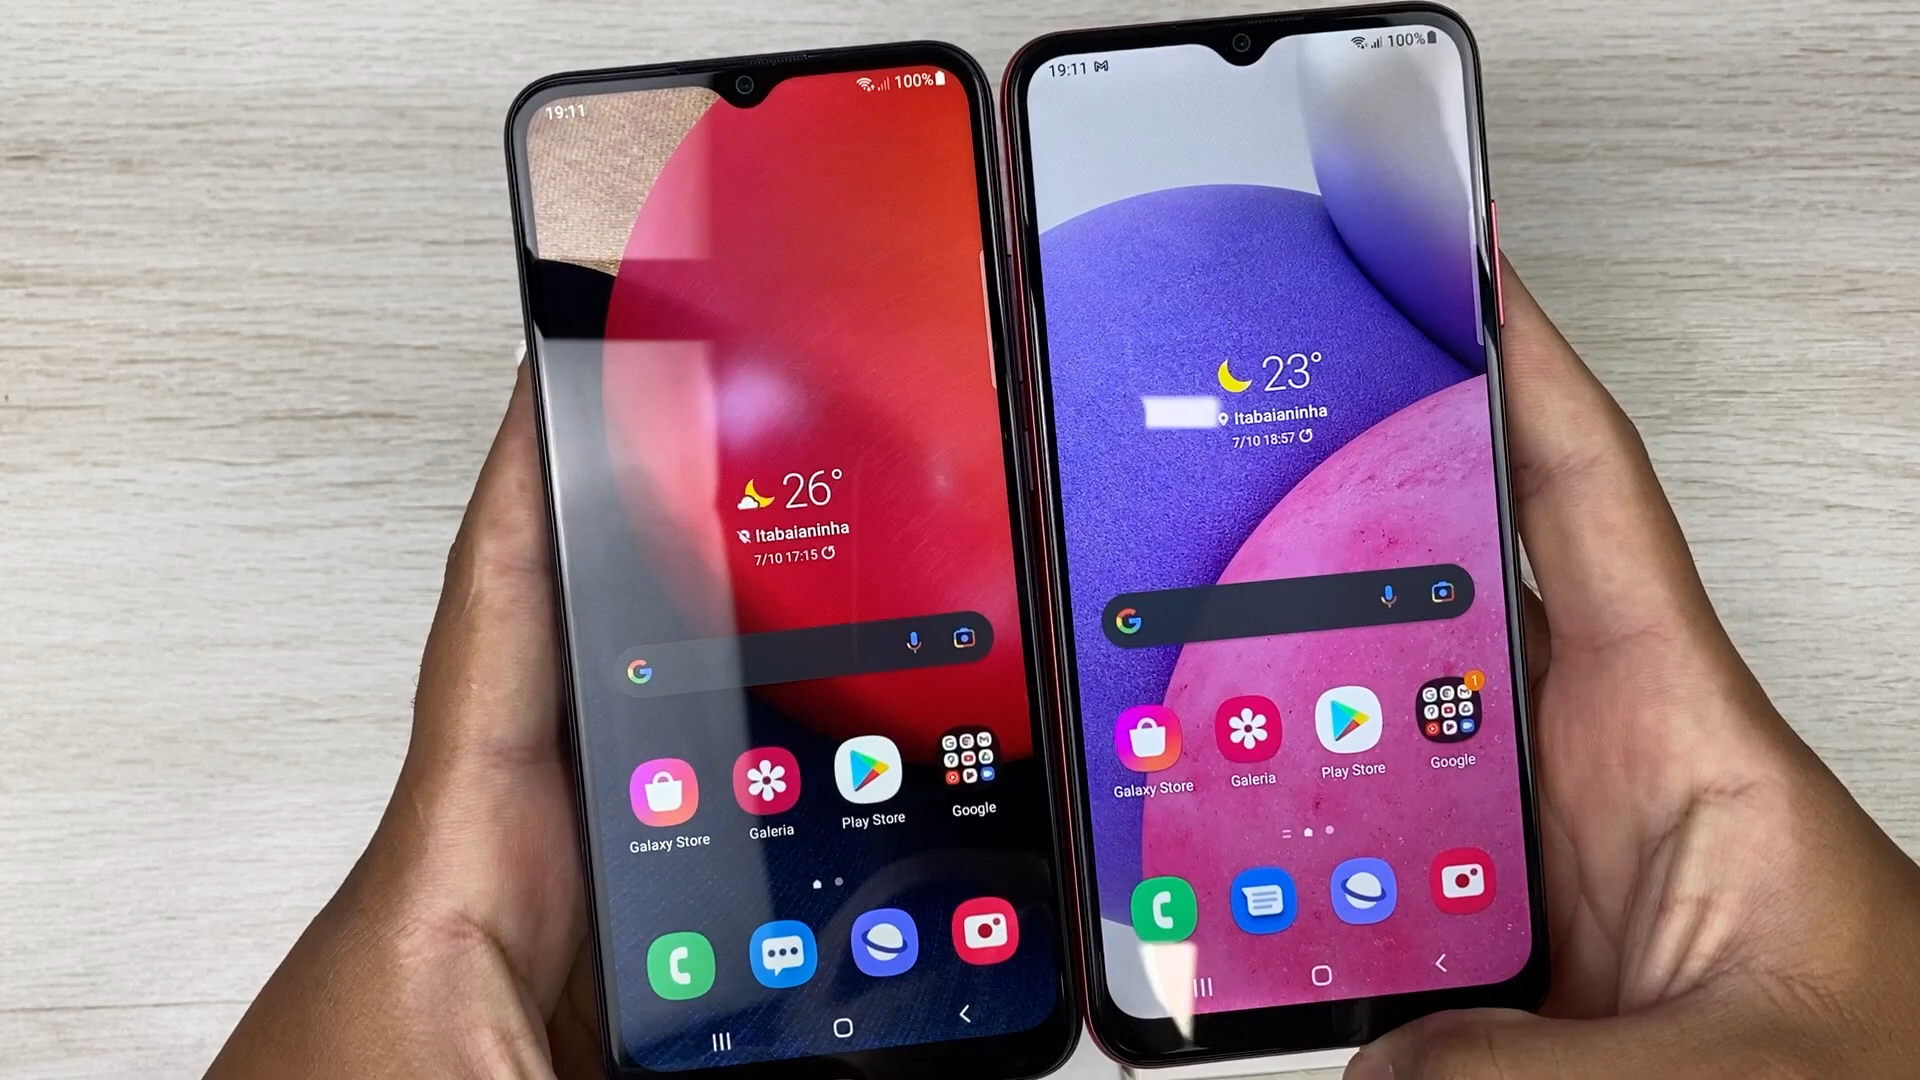 19:11
100%
26°
Itabaianinha
7/10 17:15
Galaxy Store
Galeria
Play Store
Google
19:11
100%
23°
Itabaianinha
7/10 18:57
1
Galaxy Store
Galeria
Play Store
Google